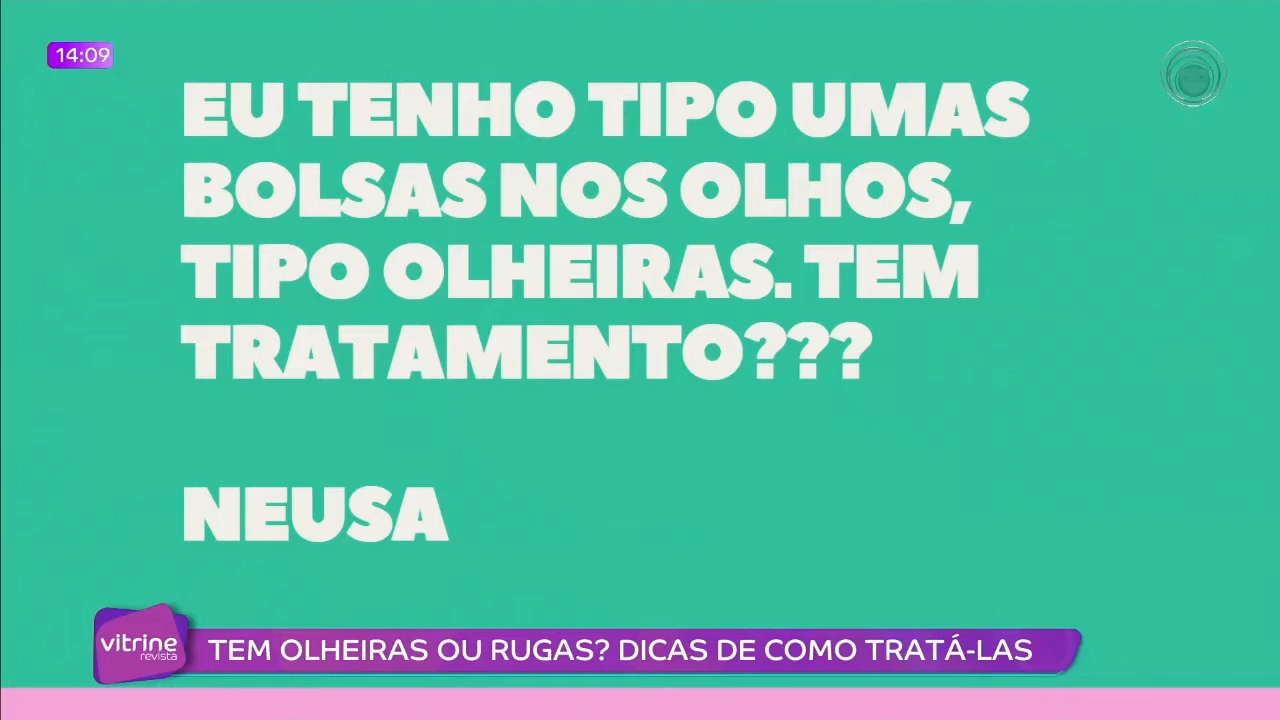 14:09
EU TENHO TIPO UMAS
BOLSAS NOS OLHOS,
TIPO OLHEIRAS. TEM
TRATAMENTO???
NEUSA
vitrine
revista
TEM OLHEIRAS OU RUGAS? DICAS DE COMO TRATÁ-LAS